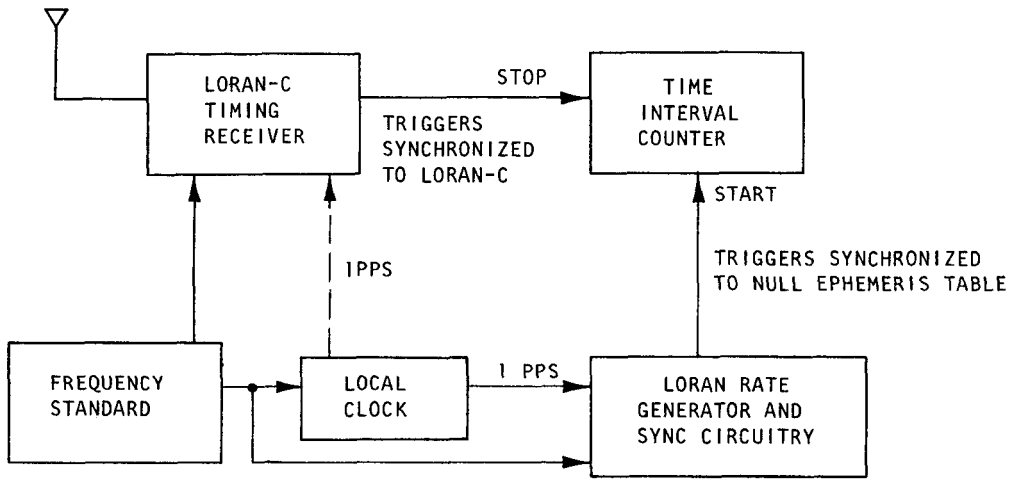 LORAN-C
TIMING
RECEIVER
STOP
TRIGGERS
SYNCHRONIZED
TO LORAN-C
TIME
INTERVAL
COUNTER
START
1PPS
TRIGGERS SYNCHRONIZED
TO NULL EPHEMERIS TABLE
FREQUENCY
STANDARD
LOCAL
CLOCK
1 PPS
LORAN RATE
GENERATOR AND
SYNC CIRCUITRY